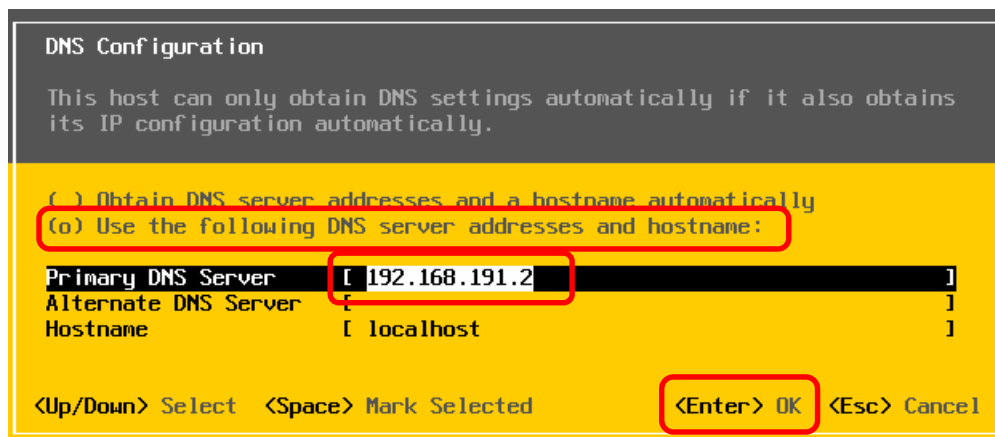 DNS Configuration
This host can only obtain DNS settings automatically if it also obtains
its IP configuration automatically.
( ) Obtain DNS server addresses and a hostname automatically
(o) Use the following DNS server addresses and hostname:
Primary DNS Server [ 192.168.191.2 ]
Alternate DNS Server [ ]
Hostname [ localhost ]
<Up/Down> Select <Space> Mark Selected <Enter> OK <Esc> Cancel